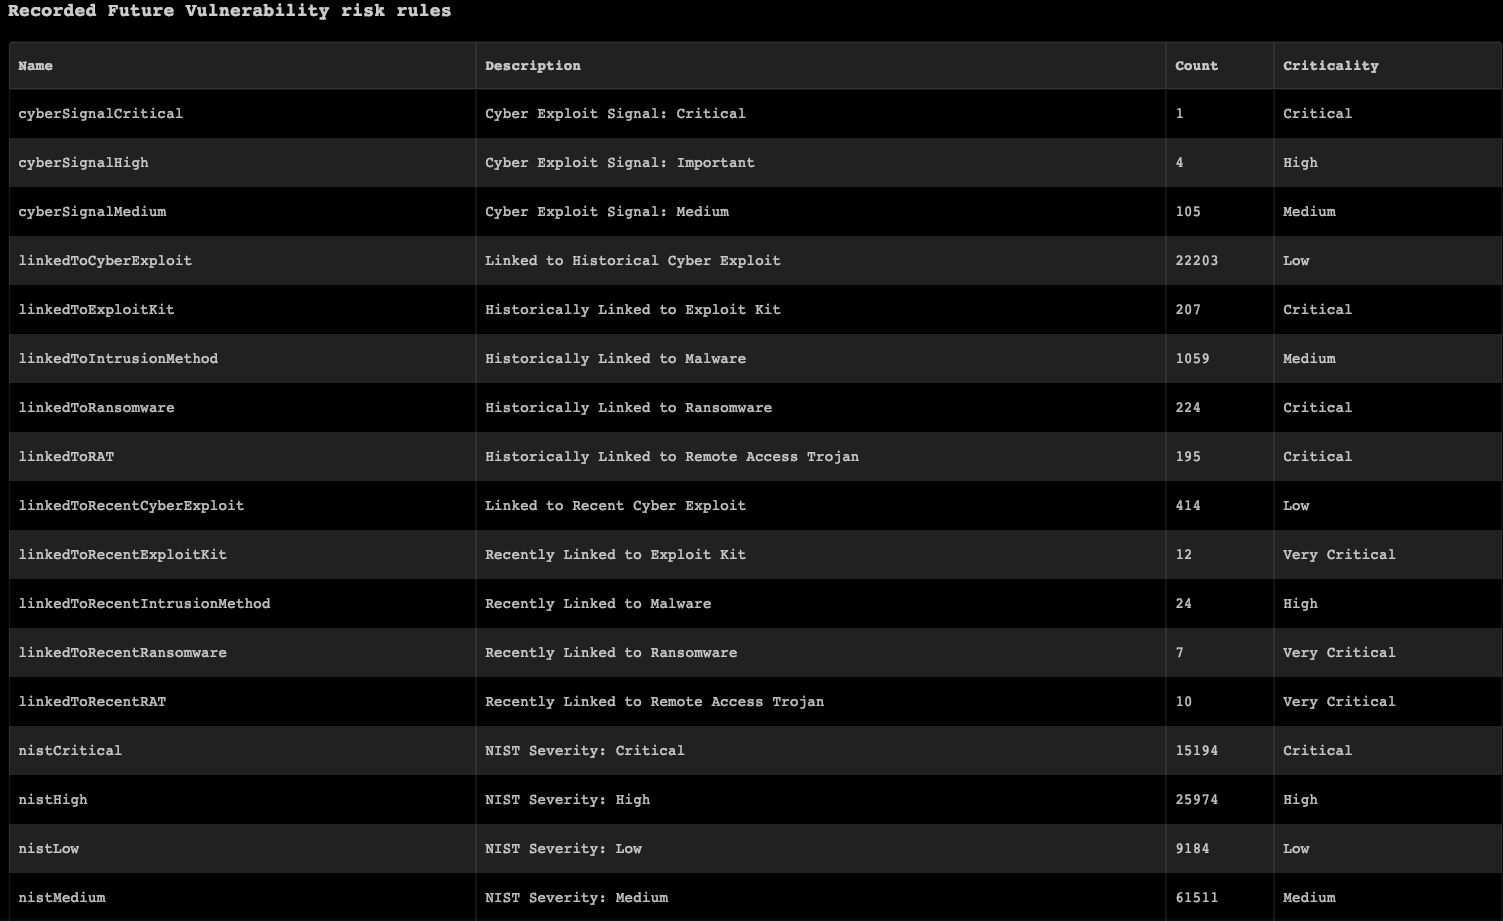 Recorded Future Vulnerability risk rules
Name Description Count Criticality
cyberSignalCritical Cyber Exploit Signal: Critical 1 Critical
cyberSignalHigh Cyber Exploit Signal: Important 4 High
cyberSignalMedium Cyber Exploit Signal: Medium 105 Medium
linkedToCyberExploit Linked to Historical Cyber Exploit 22203 Low
linkedToExploitKit Historically Linked to Exploit Kit 207 Critical
linkedToIntrusionMethod Historically Linked to Malware 1059 Medium
linkedToRansomware Historically Linked to Ransomware 224 Critical
linkedToRAT Historically Linked to Remote Access Trojan 195 Critical
linkedToRecentCyberExploit Linked to Recent Cyber Exploit 414 Low
linkedToRecentExploitKit Recently Linked to Exploit Kit 12 Very Critical
linkedToRecentIntrusionMethod Recently Linked to Malware 24 High
linkedToRecentRansomware Recently Linked to Ransomware 7 Very Critical
linkedToRecentRAT Recently Linked to Remote Access Trojan 10 Very Critical
nistCritical NIST Severity: Critical 15194 Critical
nistHigh NIST Severity: High 25974 High
nistLow NIST Severity: Low 9184 Low
nistMedium NIST Severity: Medium 61511 Medium